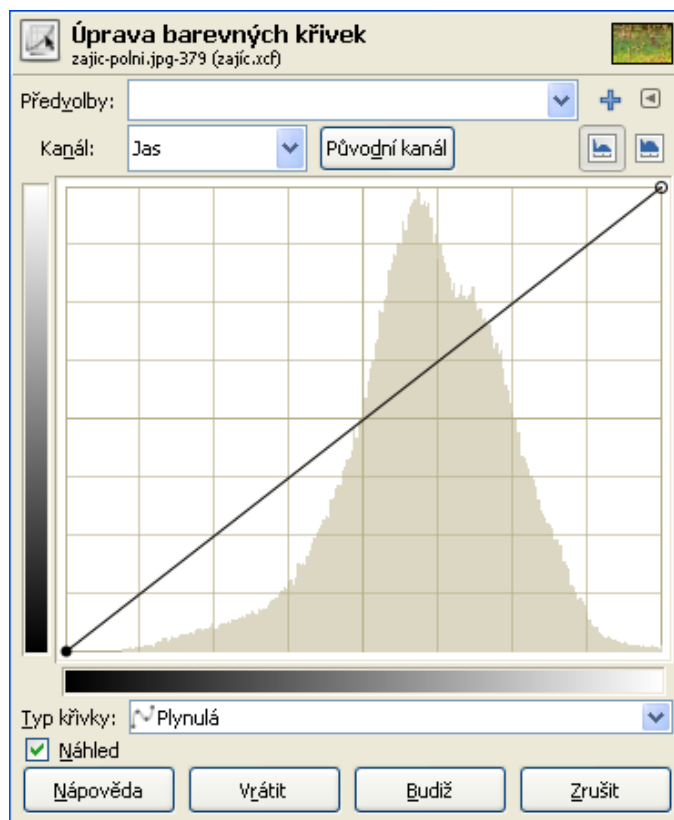 Úprava barevných křivek
zajic-polni.jpg-379 (zajíc.xcf)
Předvolby:
Kanál: Jas Původní kanál
Typ křivky: Plynulá
Náhled
Nápověda Vrátit Budiž Zrušit